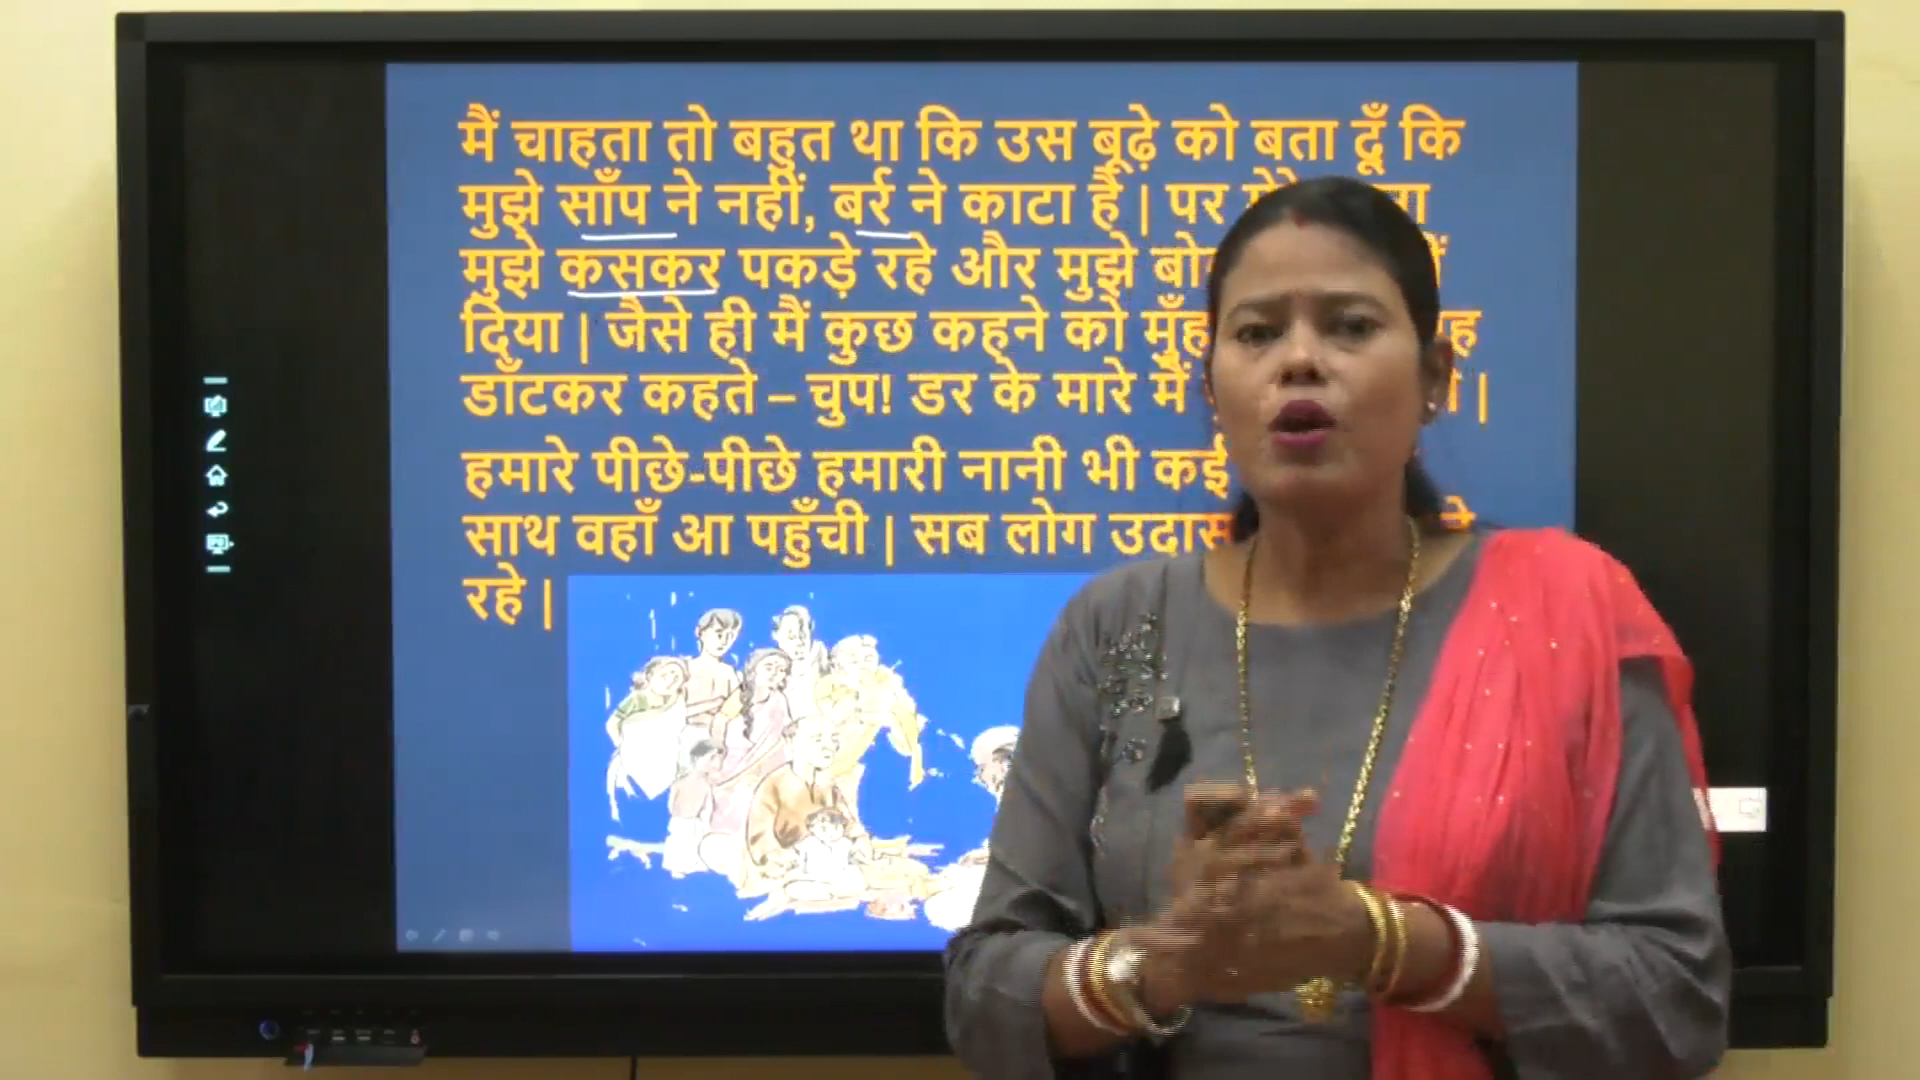 मैं चाहता तो बहुत था कि उस बूढ़े को बता दूँ कि
मुझे साँप ने नहीं, बर्र ने काटा है | पर
मुझे कसकर पकड़े रहे और मुझे
दिया | जैसे ही मैं कुछ कहने को मुँह
डाँटकर कहते – चुप! डर के मारे मैं |
हमारे पीछे-पीछे हमारी नानी भी कई
साथ वहाँ आ पहुँची | सब लोग उदास
रहे |